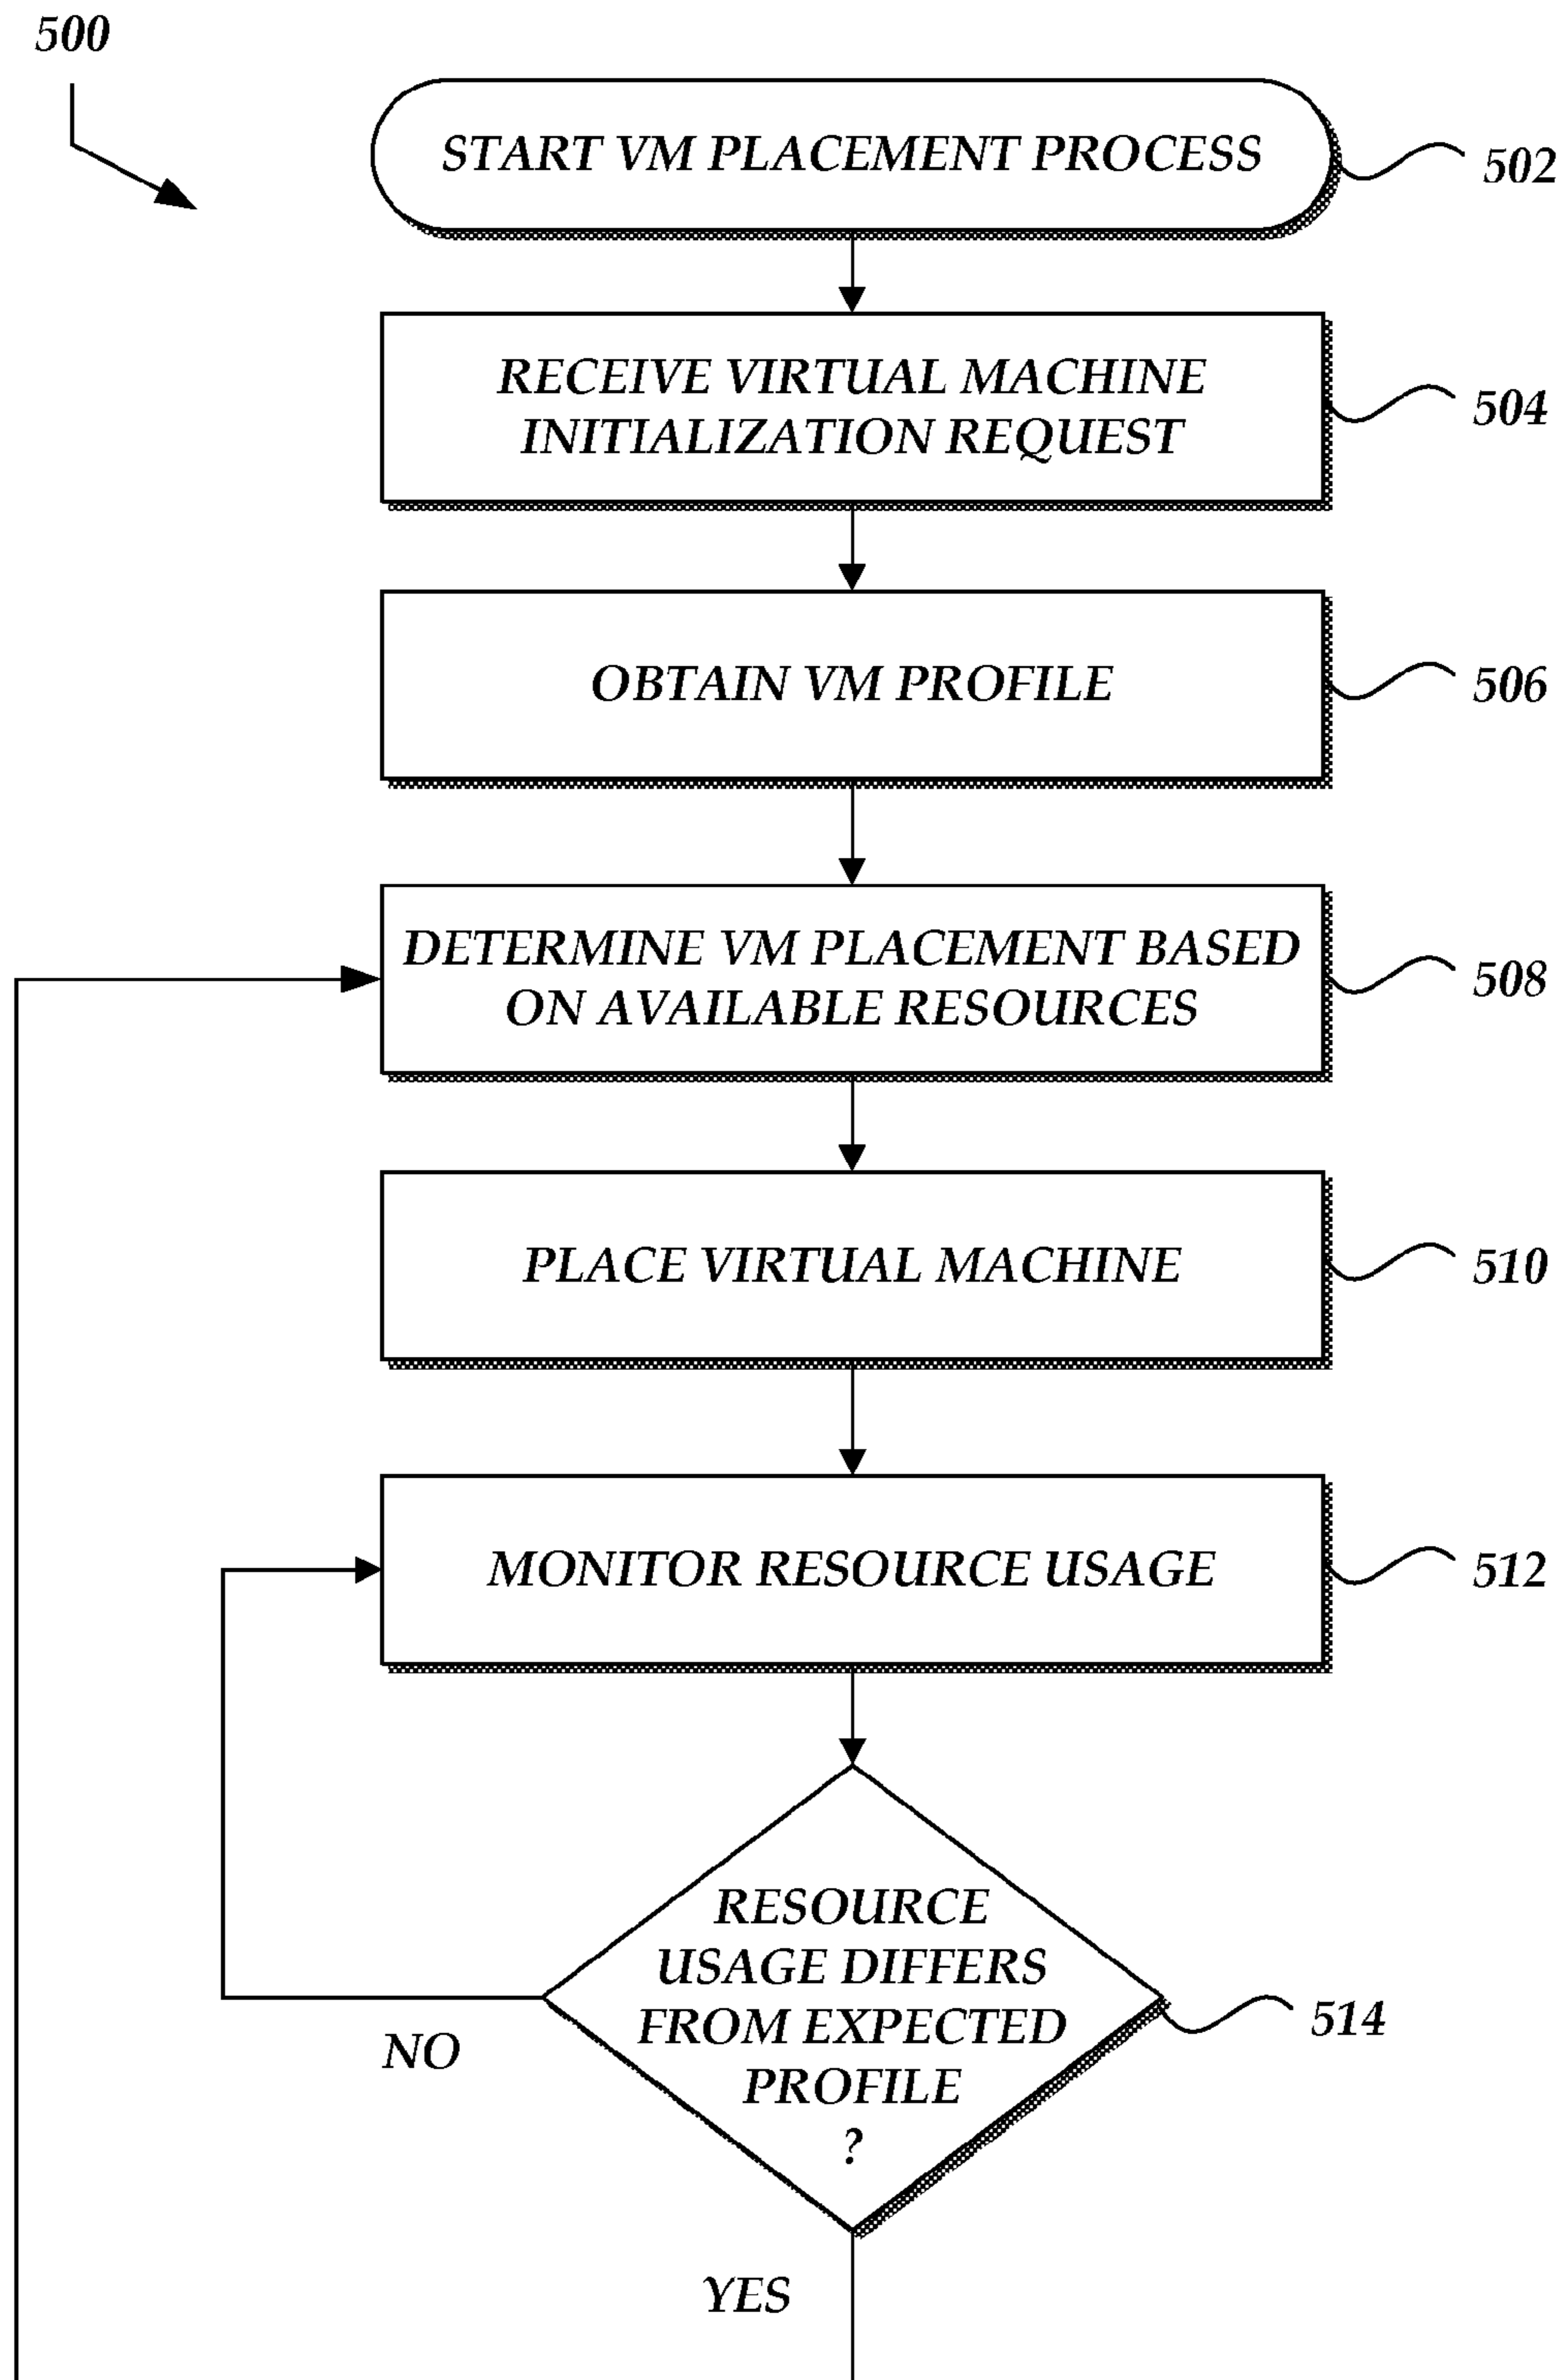 500
START VM PLACEMENT PROCESS
502
RECEIVE VIRTUAL MACHINE
INITIALIZATION REQUEST
504
OBTAIN VM PROFILE
506
DETERMINE VM PLACEMENT BASED
ON AVAILABLE RESOURCES
508
PLACE VIRTUAL MACHINE
510
MONITOR RESOURCE USAGE
512
RESOURCE
USAGE DIFFERS
FROM EXPECTED
PROFILE
?
514
NO
YES